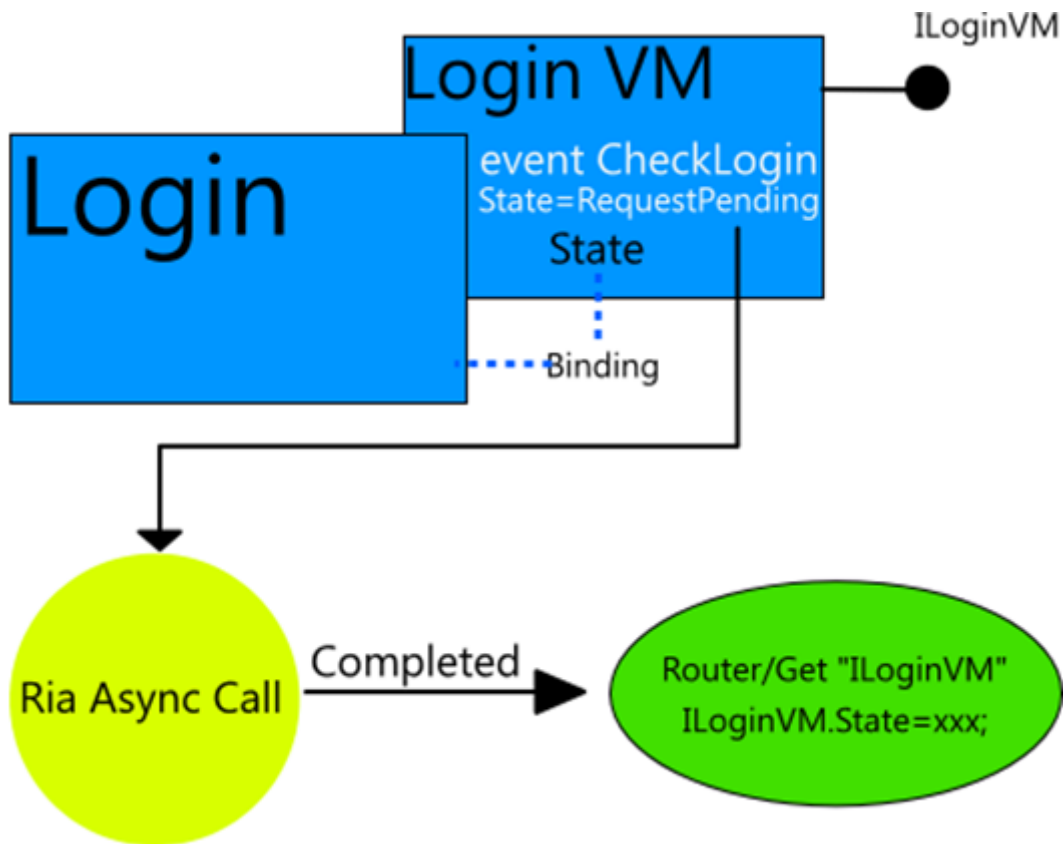 ILoginVM
Login VM
event CheckLogin
State=RequestPending
State
Login
Binding
Ria Async Call
Completed
Router/Get "ILoginVM"
ILoginVM.State=xxx;